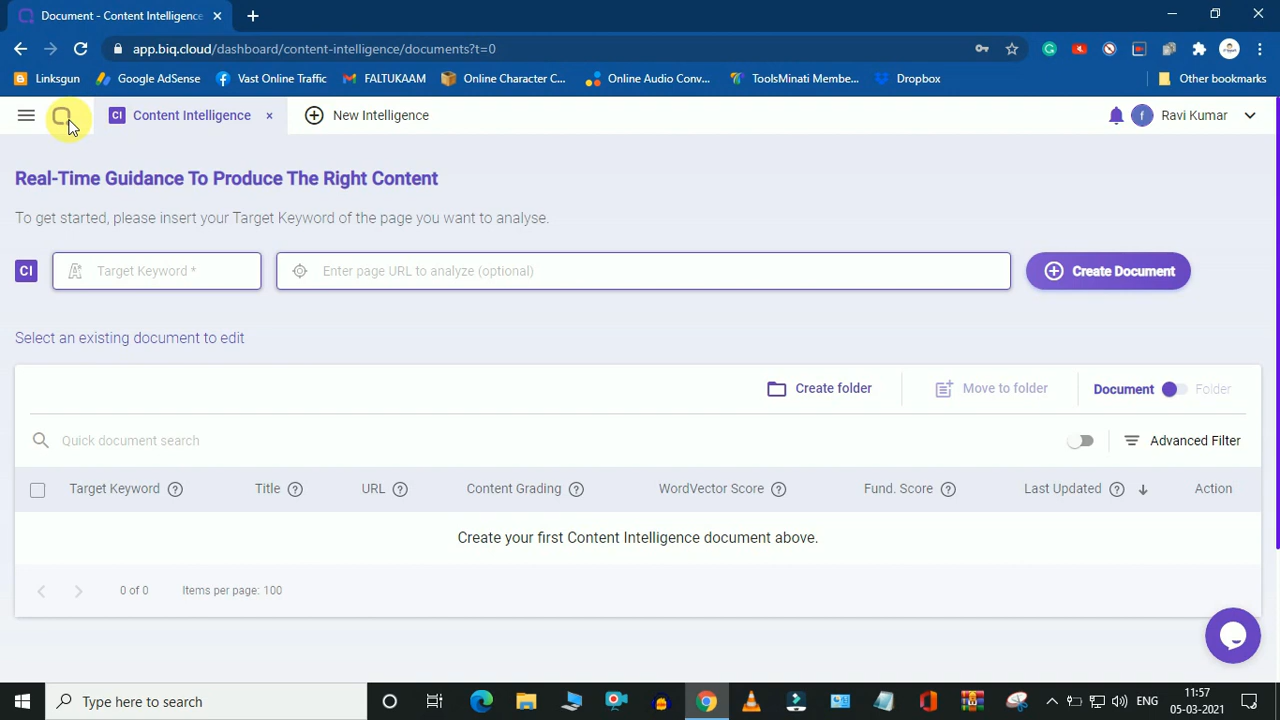 Document - Content Intelligence
app.biq.cloud/dashboard/content-intelligence/documents?t=0
Linksgun
Google AdSense
Vast Online Traffic
FALTUKAAM
Online Character C...
Online Audio Conv...
ToolsMinati Membe...
Dropbox
Other bookmarks
CI Content Intelligence
New Intelligence
f Ravi Kumar
Real-Time Guidance To Produce The Right Content
To get started, please insert your Target Keyword of the page you want to analyse.
CI
Target Keyword *
Enter page URL to analyze (optional)
Create Document
Select an existing document to edit
Create folder
Move to folder
Document
Folder
Quick document search
Advanced Filter
Target Keyword ?
Title ?
URL ?
Content Grading ?
WordVector Score ?
Fund. Score ?
Last Updated ?
Action
Create your first Content Intelligence document above.
0 of 0
Items per page: 100
Type here to search
ENG
11:57
05-03-2021